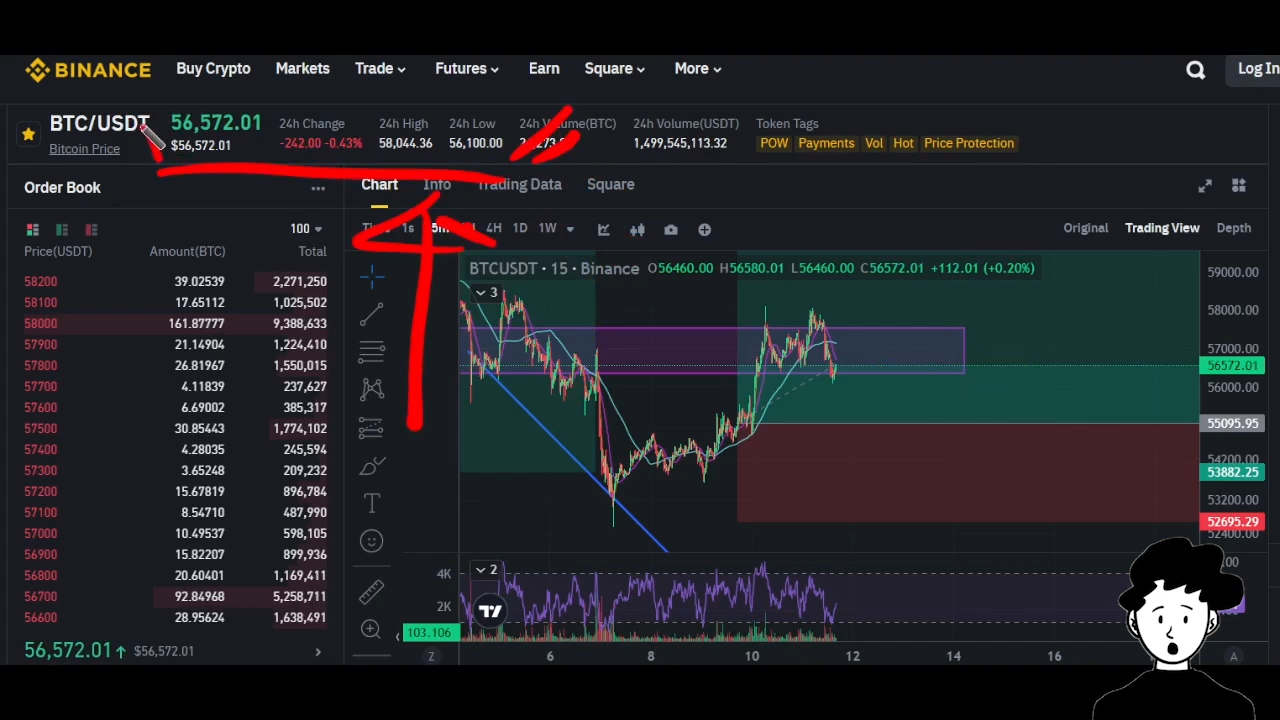 BINANCE Buy Crypto Markets Trade Futures Earn Square More Log In
BTC/USDT 56,572.01 24h Change 24h High 24h Low 24h Volume(BTC) 24h Volume(USDT) Token Tags
Bitcoin Price $56,572.01 -242.00 -0.43% 58,044.36 56,100.00 1,499,545,113.32 POW Payments Vol Hot Price Protection
Order Book ... Chart Info Trading Data Square
100 1s 4H 1D 1W Original Trading View Depth
Price(USDT) Amount(BTC) Total
BTCUSDT · 15 · Binance O56460.00 H56580.01 L56460.00 C56572.01 +112.01 (+0.20%) 59000.00
58200 39.02539 2,271,250
3
58100 17.65112 1,025,502
58000.00
58000 161.87777 9,388,633
57900 21.14904 1,224,410
57000.00
57800 26.81967 1,550,015
56572.01
57700 4.11839 237,627
56000.00
57600 6.69002 385,317
57500 30.85443 1,774,102
55095.95
57400 4.28035 245,594
54200.00
57300 3.65248 209,232
53882.25
57200 15.67819 896,784
53200.00
57100 8.54710 487,990
52695.29
57000 10.49537 598,105
52400.00
56900 15.82207 899,936
56800 20.60401 1,169,411
4K 2
56700 92.84968 5,258,711
2K
56600 28.95624 1,638,491
103.106
56,572.01 $56,572.01
Z 6 8 10 12 14 16 A